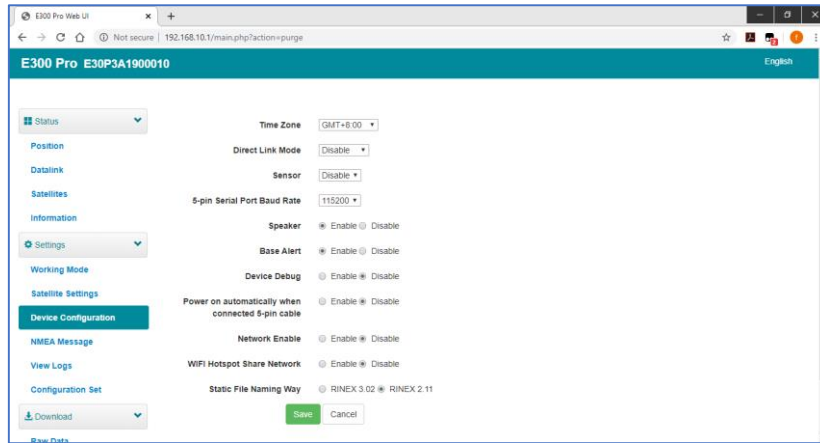 E300 Pro Web UI
Not secure | 192.168.10.1/main.php?action=purge
E300 Pro E30P3A1900010
English
Status
Position
Datalink
Satellites
Information
Settings
Working Mode
Satellite Settings
Device Configuration
NMEA Message
View Logs
Configuration Set
Download
Raw Data
Time Zone GMT+8:00
Direct Link Mode Disable
Sensor Disable
5-pin Serial Port Baud Rate 115200
Speaker Enable Disable
Base Alert Enable Disable
Device Debug Enable Disable
Power on automatically when
connected 5-pin cable Enable Disable
Network Enable Enable Disable
WIFI Hotspot Share Network Enable Disable
Static File Naming Way RINEX 3.02 RINEX 2.11
Save Cancel